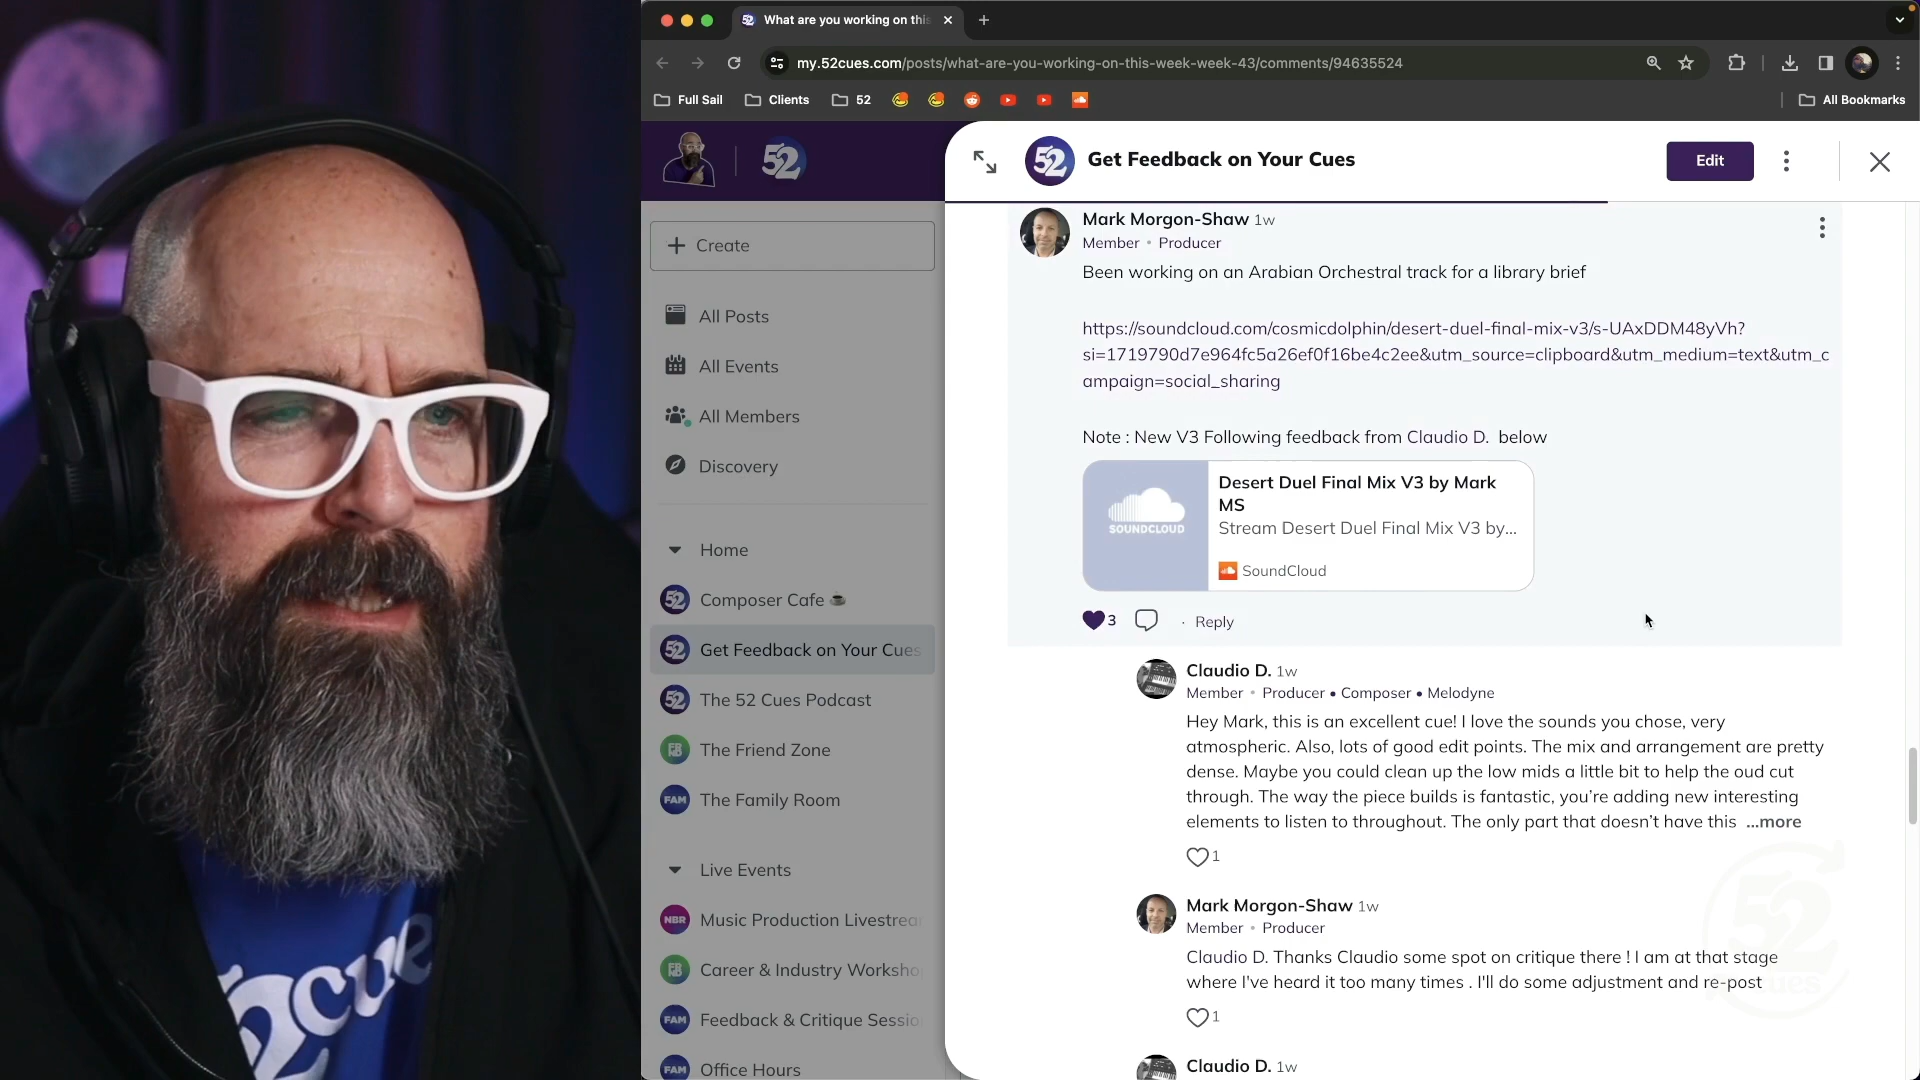 What are you working on this
my.52cues.com/posts/what-are-you-working-on-this-week-week-43/comments/94635524
Full Sail
Clients
52
All Bookmarks
52
Get Feedback on Your Cues
Edit
Create
All Posts
All Events
All Members
Discovery
Home
Composer Cafe
Get Feedback on Your Cues
The 52 Cues Podcast
The Friend Zone
The Family Room
Live Events
Music Production Livestrea
Career & Industry Worksho
Feedback & Critique Sessio
Office Hours
Mark Morgon-Shaw 1w
Member • Producer
Been working on an Arabian Orchestral track for a library brief
https://soundcloud.com/cosmicdolphin/desert-duel-final-mix-v3/s-UAxDDM48yVh?
si=1719790d7e964fc5a26ef0f16be4c2ee&utm_source=clipboard&utm_medium=text&utm_c
ampaign=social_sharing
Note : New V3 Following feedback from Claudio D. below
SOUNDCLOUD
Desert Duel Final Mix V3 by Mark
MS
Stream Desert Duel Final Mix V3 by...
SoundCloud
3 · Reply
Claudio D. 1w
Member • Producer • Composer • Melodyne
Hey Mark, this is an excellent cue! I love the sounds you chose, very
atmospheric. Also, lots of good edit points. The mix and arrangement are pretty
dense. Maybe you could clean up the low mids a little bit to help the oud cut
through. The way the piece builds is fantastic, you're adding new interesting
elements to listen to throughout. The only part that doesn't have this ...more
1
Mark Morgon-Shaw 1w
Member • Producer
Claudio D. Thanks Claudio some spot on critique there ! I am at that stage
where I've heard it too many times . I'll do some adjustment and re-post
1
Claudio D. 1w
52cues
52 cues